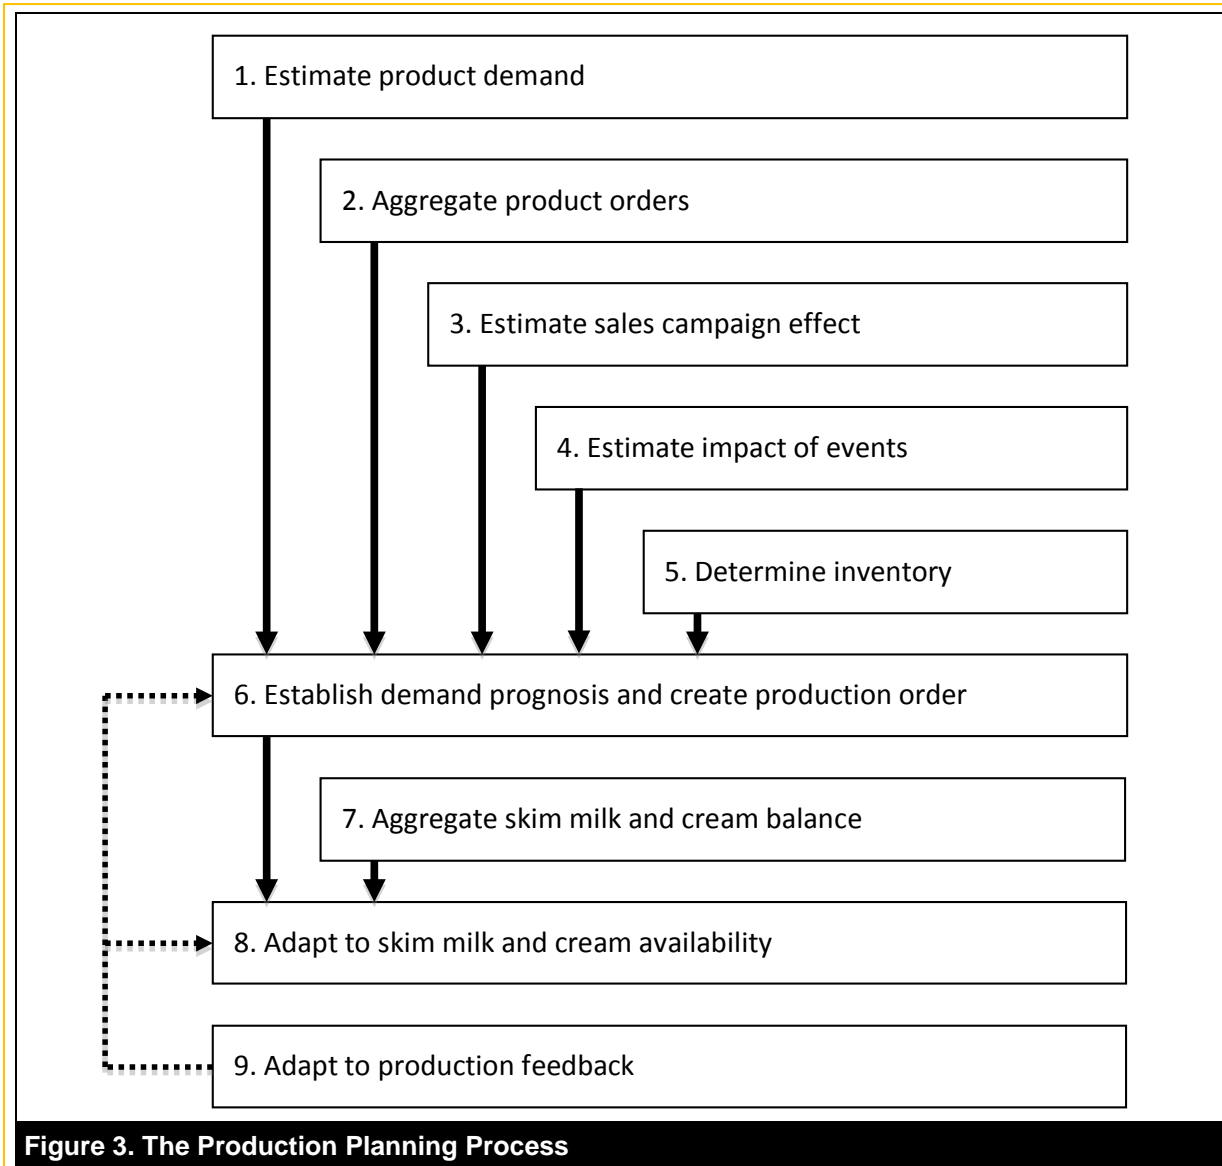 1. Estimate product demand
2. Aggregate product orders
3. Estimate sales campaign effect
4. Estimate impact of events
5. Determine inventory
6. Establish demand prognosis and create production order
7. Aggregate skim milk and cream balance
8. Adapt to skim milk and cream availability
9. Adapt to production feedback
Figure 3. The Production Planning Process